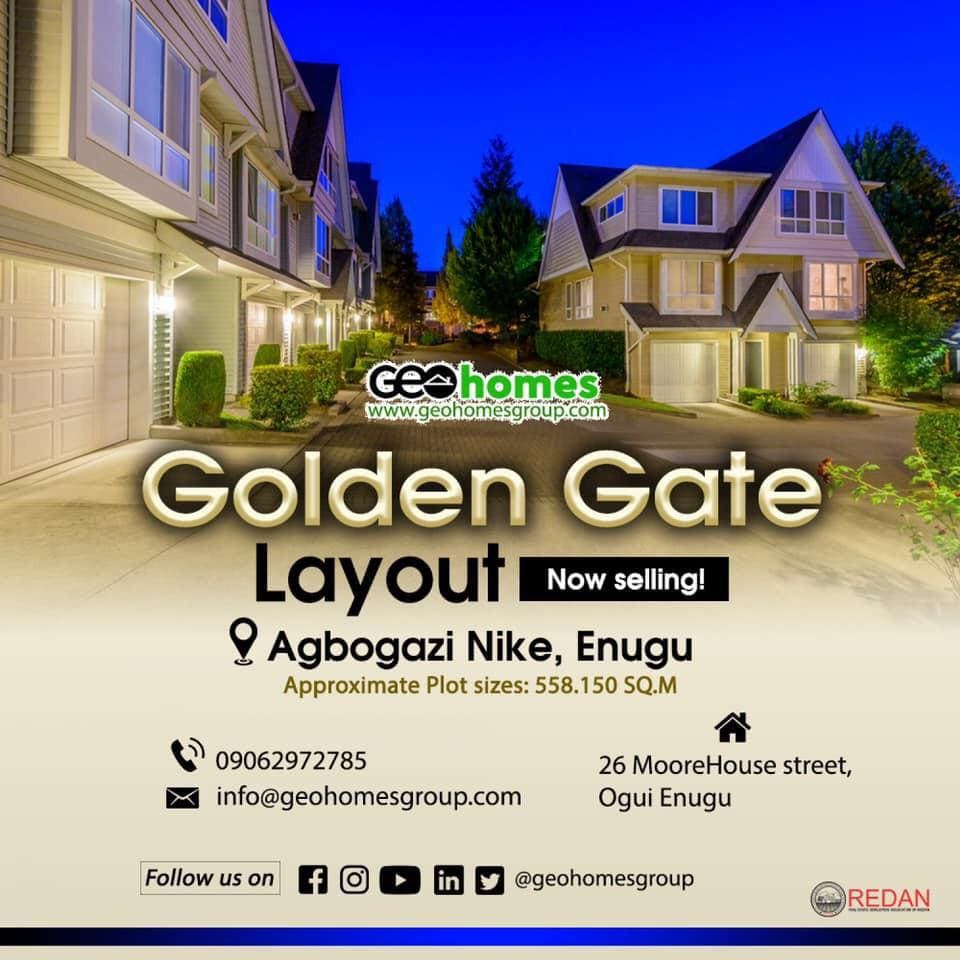 Geohomes
www.geohomesgroup.com
Golden Gate
Layout Now selling!
Agbogazi Nike, Enugu
Approximate Plot sizes: 558.150 SQ.M
09062972785
info@geohomesgroup.com
26 MooreHouse street,
Ogui Enugu
Follow us on
@geohomesgroup
REDAN